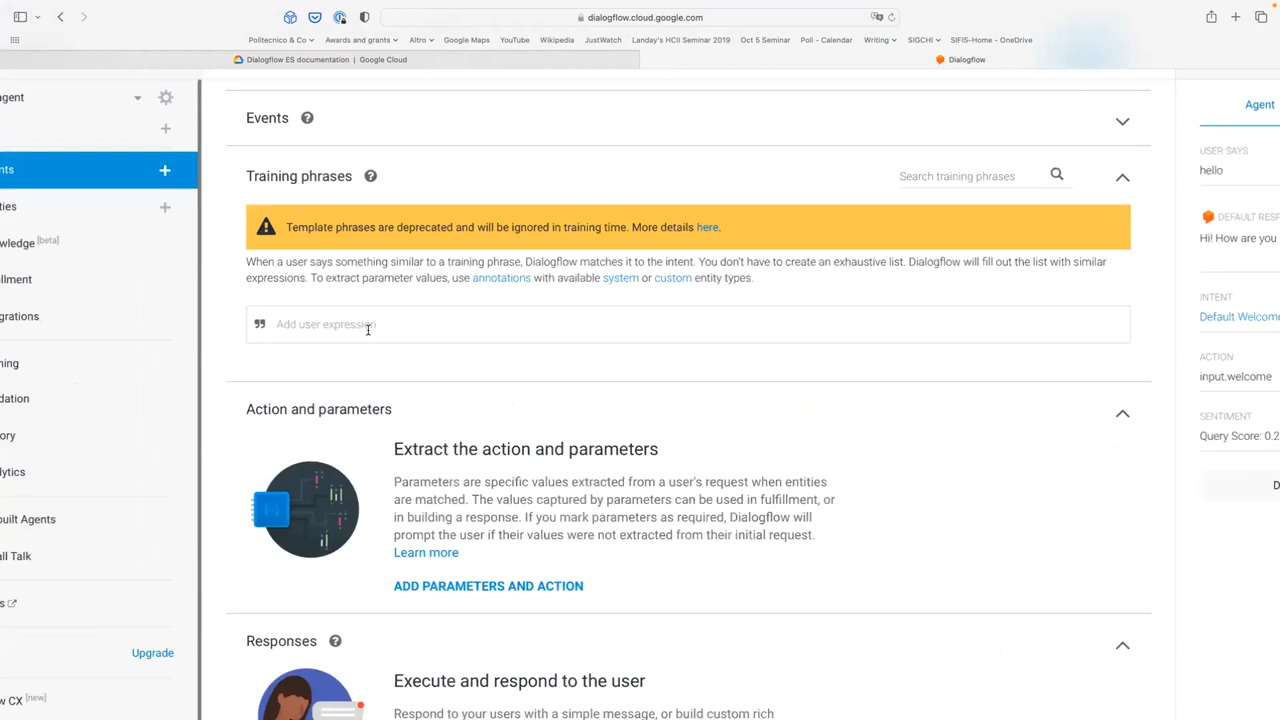 dialogflow.cloud.google.com
Politecnico & Co Awards and grants Altro Google Maps YouTube Wikipedia JustWatch Landay's HCII Seminar 2019 Oct 5 Seminar Poli - Calendar Writing SIGCHI SIFIS-Home - OneDrive
Dialogflow ES documentation | Google Cloud
Dialogflow
agent
nts
ties
wledge [beta]
llment
grations
ning
dation
ory
lytics
built Agents
ll Talk
s
Upgrade
w CX [new]
Events
Training phrases
Search training phrases
Template phrases are deprecated and will be ignored in training time. More details here.
When a user says something similar to a training phrase, Dialogflow matches it to the intent. You don't have to create an exhaustive list. Dialogflow will fill out the list with similar
expressions. To extract parameter values, use annotations with available system or custom entity types.
Add user expression
Action and parameters
Extract the action and parameters
Parameters are specific values extracted from a user's request when entities
are matched. The values captured by parameters can be used in fulfillment, or
in building a response. If you mark parameters as required, Dialogflow will
prompt the user if their values were not extracted from their initial request.
Learn more
ADD PARAMETERS AND ACTION
Responses
Execute and respond to the user
Respond to your users with a simple message, or build custom rich
Agent
USER SAYS
hello
DEFAULT RESP
Hi! How are you
INTENT
Default Welcome
ACTION
input.welcome
SENTIMENT
Query Score: 0.2
D